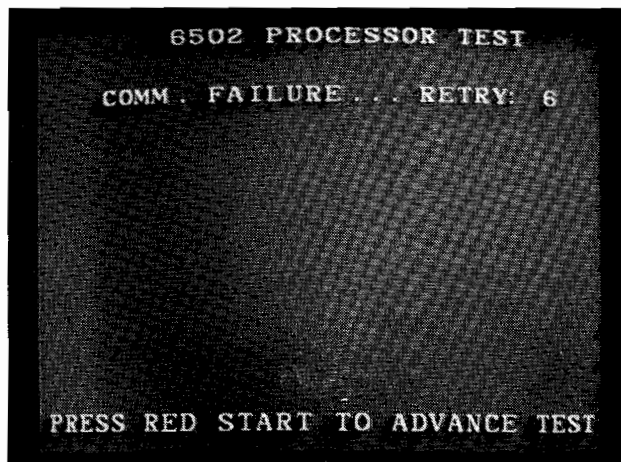 6502 PROCESSOR TEST
COMM. FAILURE... RETRY: 6
PRESS RED START TO ADVANCE TEST